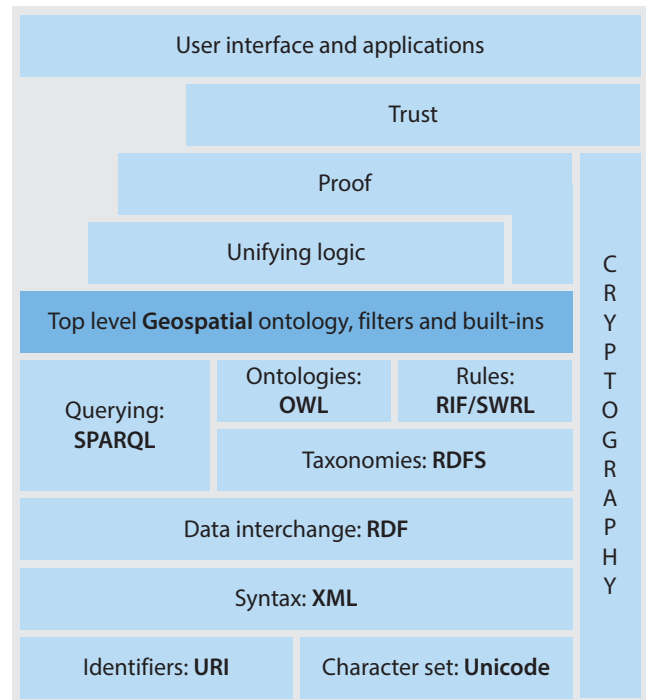 User interface and applications
Trust
Proof
Unifying logic
Top level Geospatial ontology, filters and built-ins
Querying:
SPARQL
Ontologies:
OWL
Rules:
RIF/SWRL
Taxonomies: RDFS
Data interchange: RDF
Syntax: XML
Identifiers: URI
Character set: Unicode
C
R
Y
P
T
O
G
R
A
P
H
Y